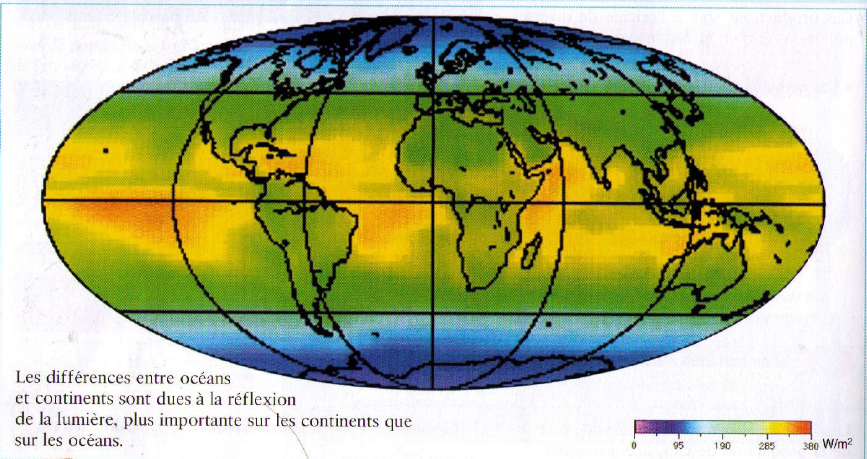 Les différences entre océans
et continents sont dues à la réflexion
de la lumière, plus importante sur les continents que
sur les océans.
0 95 190 285 380 W/m²